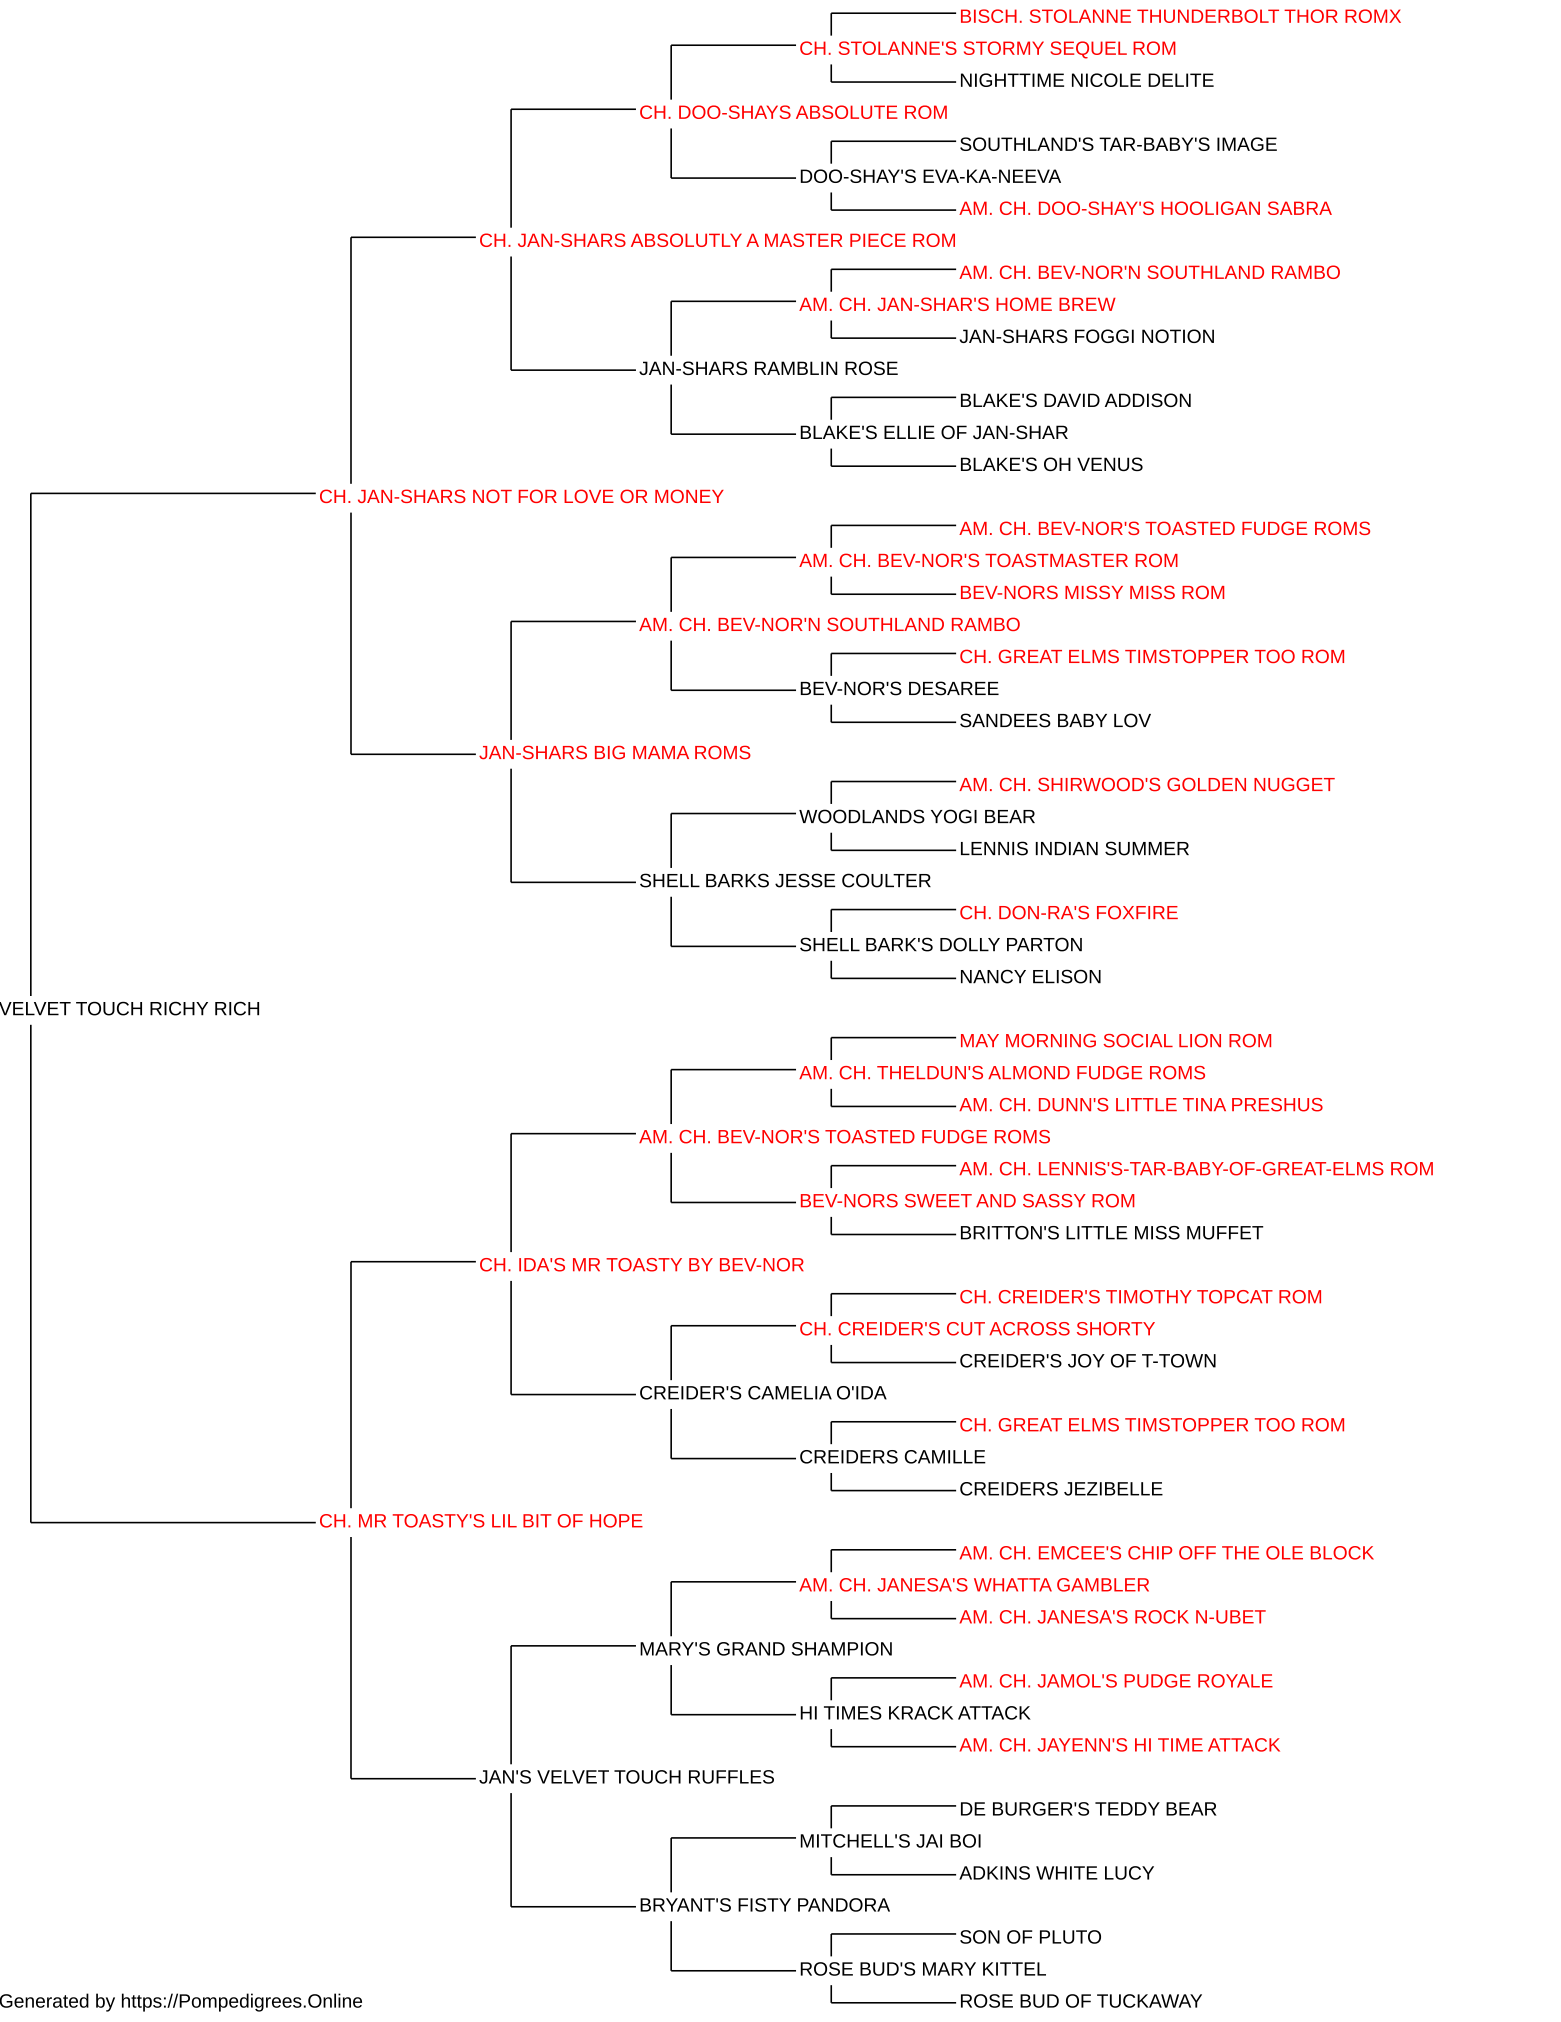 BISCH. STOLANNE THUNDERBOLT THOR ROMX
CH. STOLANNE'S STORMY SEQUEL ROM
NIGHTTIME NICOLE DELITE
CH. DOO-SHAYS ABSOLUTE ROM
SOUTHLAND'S TAR-BABY'S IMAGE
DOO-SHAY'S EVA-KA-NEEVA
AM. CH. DOO-SHAY'S HOOLIGAN SABRA
CH. JAN-SHARS ABSOLUTLY A MASTER PIECE ROM
AM. CH. BEV-NOR'N SOUTHLAND RAMBO
AM. CH. JAN-SHAR'S HOME BREW
JAN-SHARS FOGGI NOTION
JAN-SHARS RAMBLIN ROSE
BLAKE'S DAVID ADDISON
BLAKE'S ELLIE OF JAN-SHAR
BLAKE'S OH VENUS
CH. JAN-SHARS NOT FOR LOVE OR MONEY
AM. CH. BEV-NOR'S TOASTED FUDGE ROMS
AM. CH. BEV-NOR'S TOASTMASTER ROM
BEV-NORS MISSY MISS ROM
AM. CH. BEV-NOR'N SOUTHLAND RAMBO
CH. GREAT ELMS TIMSTOPPER TOO ROM
BEV-NOR'S DESAREE
SANDEES BABY LOV
JAN-SHARS BIG MAMA ROMS
AM. CH. SHIRWOOD'S GOLDEN NUGGET
WOODLANDS YOGI BEAR
LENNIS INDIAN SUMMER
SHELL BARKS JESSE COULTER
CH. DON-RA'S FOXFIRE
SHELL BARK'S DOLLY PARTON
NANCY ELISON
VELVET TOUCH RICHY RICH
MAY MORNING SOCIAL LION ROM
AM. CH. THELDUN'S ALMOND FUDGE ROMS
AM. CH. DUNN'S LITTLE TINA PRESHUS
AM. CH. BEV-NOR'S TOASTED FUDGE ROMS
AM. CH. LENNIS'S-TAR-BABY-OF-GREAT-ELMS ROM
BEV-NORS SWEET AND SASSY ROM
BRITTON'S LITTLE MISS MUFFET
CH. IDA'S MR TOASTY BY BEV-NOR
CH. CREIDER'S TIMOTHY TOPCAT ROM
CH. CREIDER'S CUT ACROSS SHORTY
CREIDER'S JOY OF T-TOWN
CREIDER'S CAMELIA O'IDA
CH. GREAT ELMS TIMSTOPPER TOO ROM
CREIDERS CAMILLE
CREIDERS JEZIBELLE
CH. MR TOASTY'S LIL BIT OF HOPE
AM. CH. EMCEE'S CHIP OFF THE OLE BLOCK
AM. CH. JANESA'S WHATTA GAMBLER
AM. CH. JANESA'S ROCK N-UBET
MARY'S GRAND SHAMPION
AM. CH. JAMOL'S PUDGE ROYALE
HI TIMES KRACK ATTACK
AM. CH. JAYENN'S HI TIME ATTACK
JAN'S VELVET TOUCH RUFFLES
DE BURGER'S TEDDY BEAR
MITCHELL'S JAI BOI
ADKINS WHITE LUCY
BRYANT'S FISTY PANDORA
SON OF PLUTO
ROSE BUD'S MARY KITTEL
ROSE BUD OF TUCKAWAY
Generated by https://Pompedigrees.Online